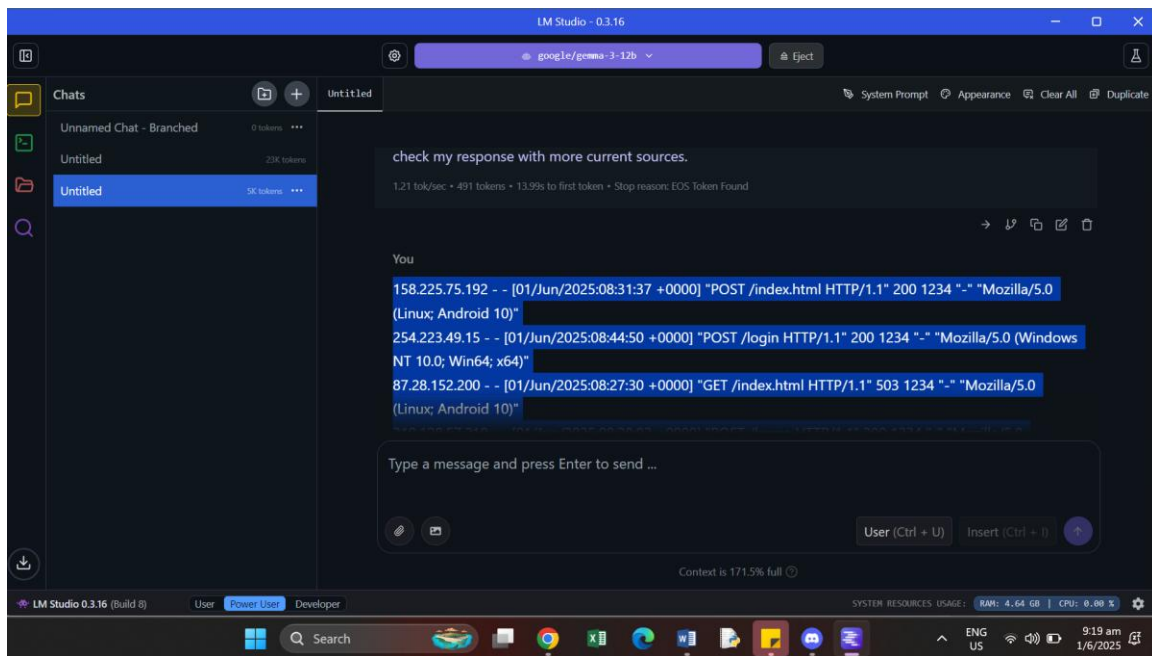 LM Studio - 0.3.16
google/gemma-3-12b
Eject
Chats
Untitled
System Prompt
Appearance
Clear All
Duplicate
Unnamed Chat - Branched
0 tokens
Untitled
23K tokens
Untitled
5K tokens
check my response with more current sources.
1.21 tok/sec • 491 tokens • 13.99s to first token • Stop reason: EOS Token Found
You
158.225.75.192 - - [01/Jun/2025:08:31:37 +0000] "POST /index.html HTTP/1.1" 200 1234 "-" "Mozilla/5.0
(Linux; Android 10)"
254.223.49.15 - - [01/Jun/2025:08:44:50 +0000] "POST /login HTTP/1.1" 200 1234 "-" "Mozilla/5.0 (Windows
NT 10.0; Win64; x64)"
87.28.152.200 - - [01/Jun/2025:08:27:30 +0000] "GET /index.html HTTP/1.1" 503 1234 "-" "Mozilla/5.0
(Linux; Android 10)"
Type a message and press Enter to send ...
User (Ctrl + U)
Insert (Ctrl + I)
Context is 171.5% full
LM Studio 0.3.16 (Build 8)
User
Power User
Developer
SYSTEM RESOURCES USAGE:
RAM: 4.64 GB | CPU: 0.00 %
Search
ENG
US
9:19 am
1/6/2025